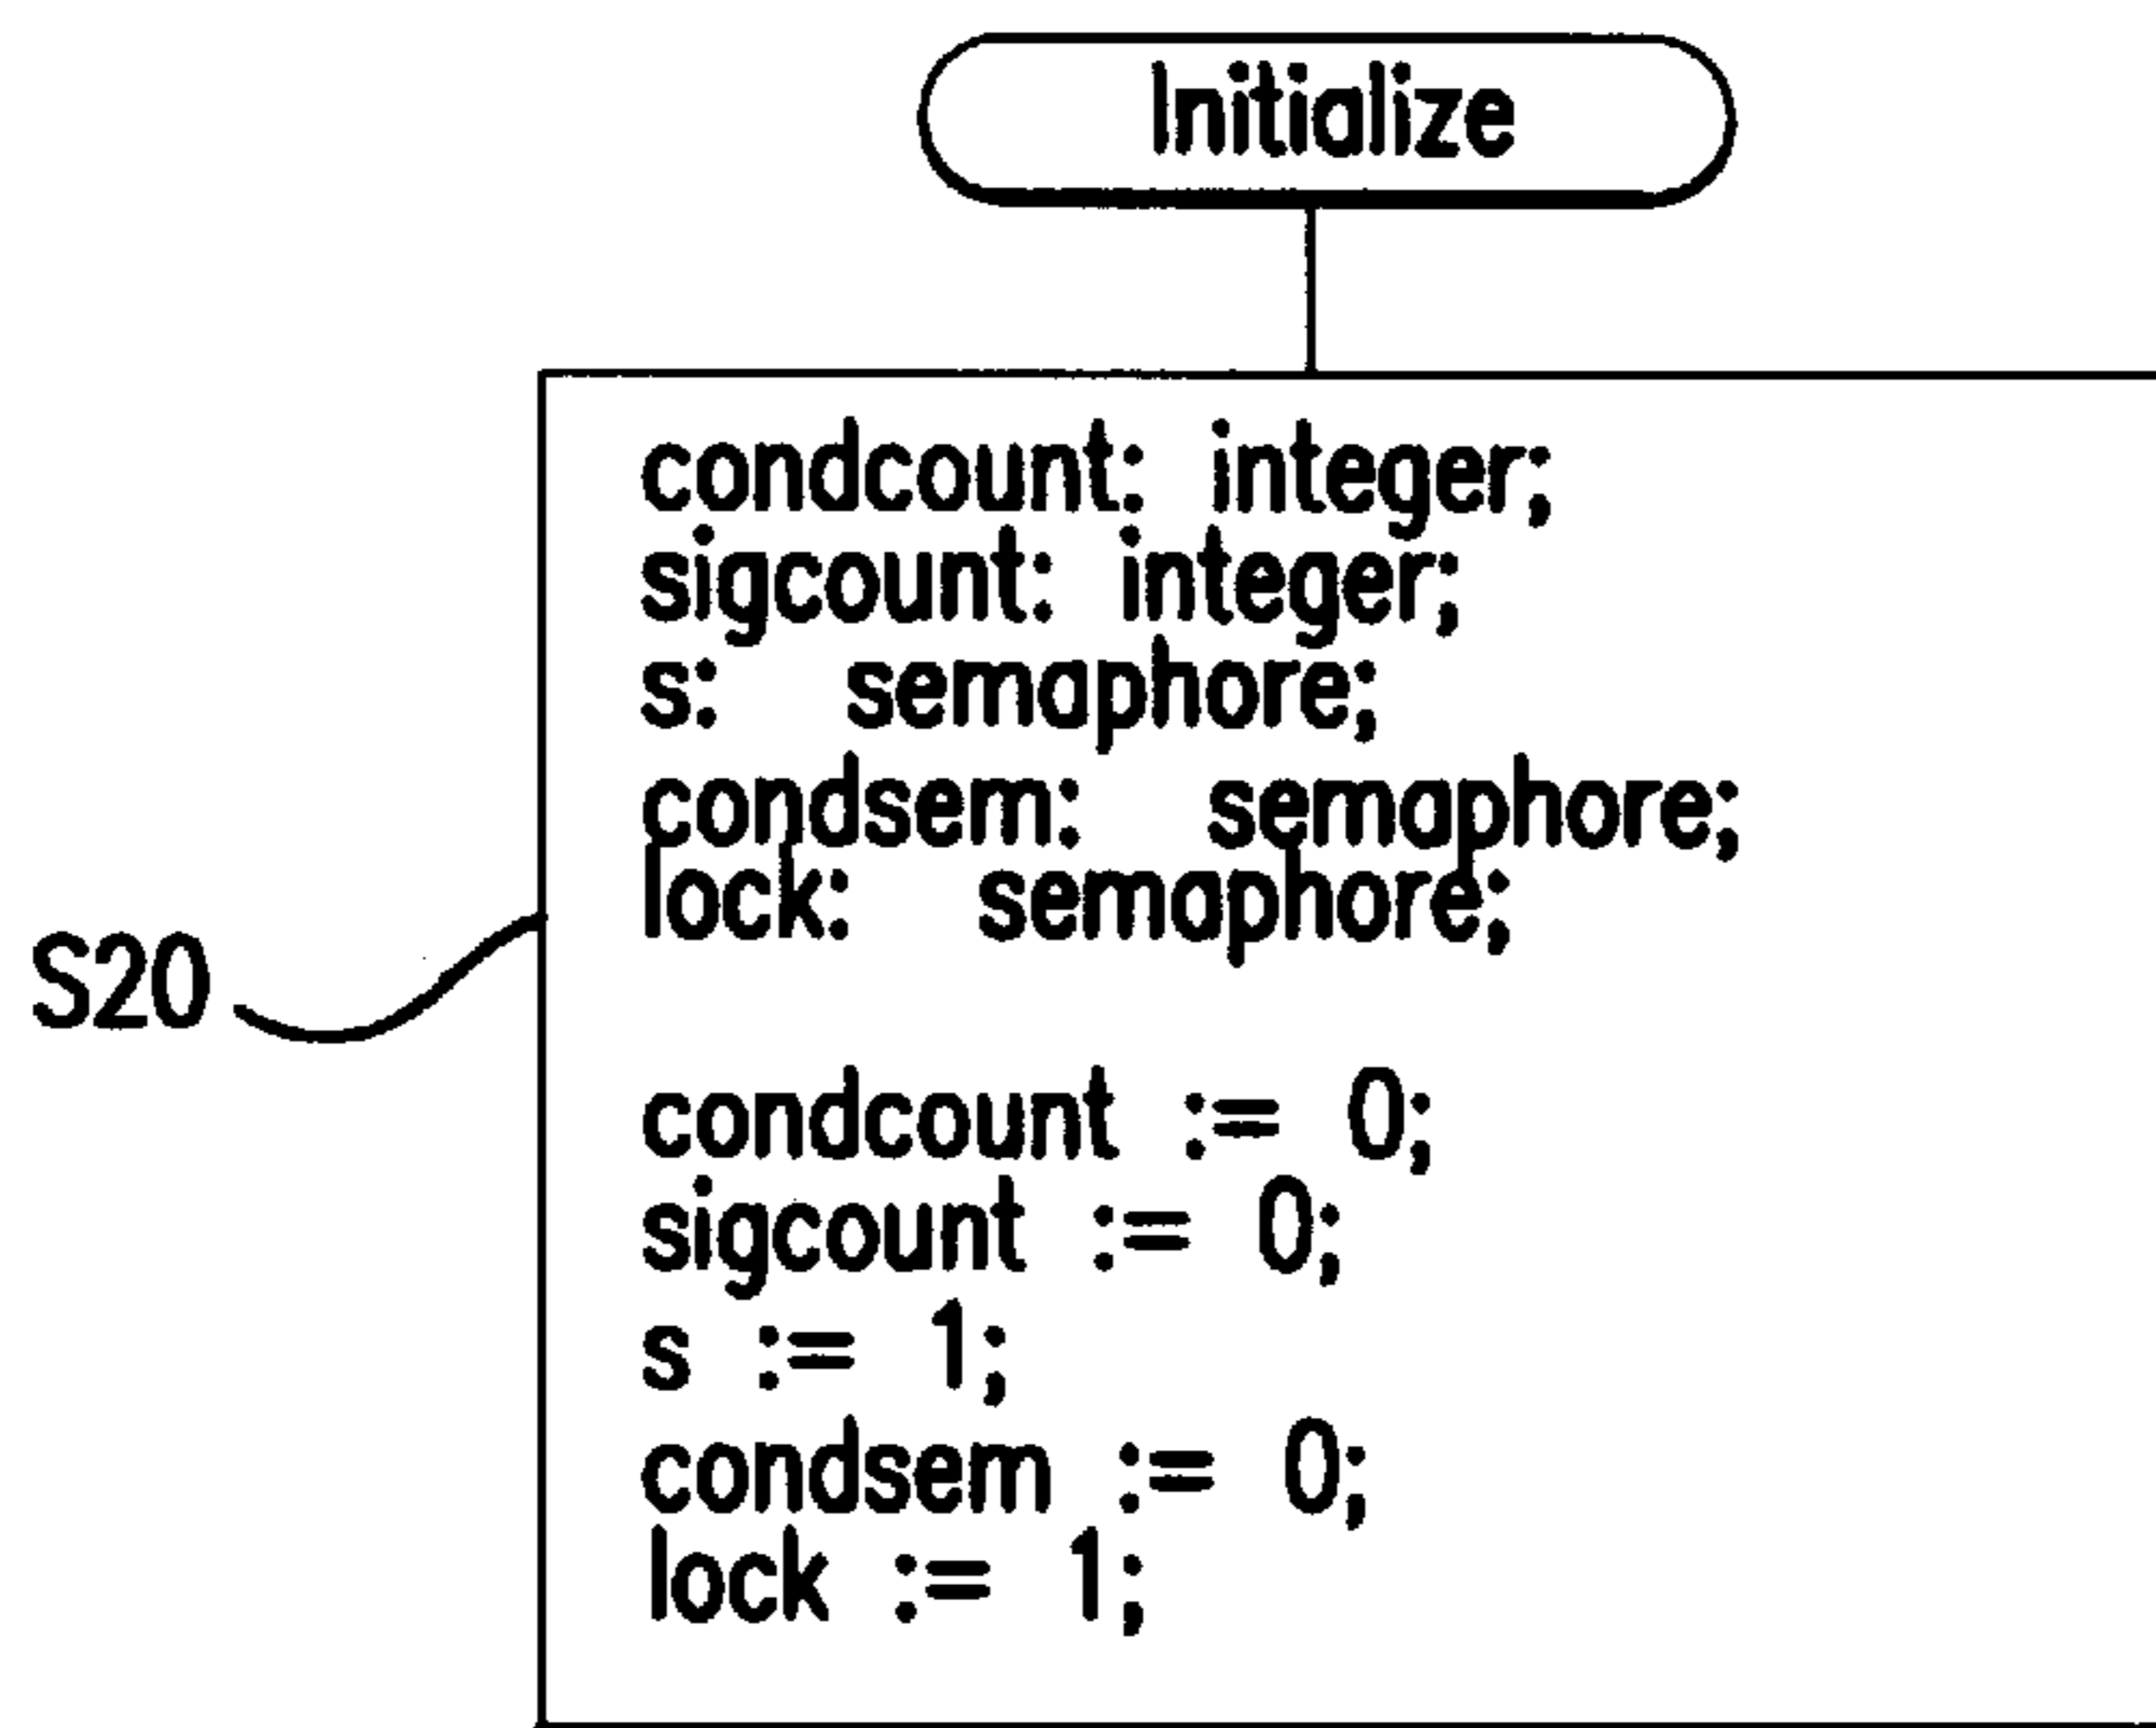 Initialize
condcount: integer;
sigcount: integer;
s: semaphore;
condsem: semaphore;
lock: semaphore;
S20
condcount := 0;
sigcount := 0;
s := 1;
condsem := 0;
lock := 1;